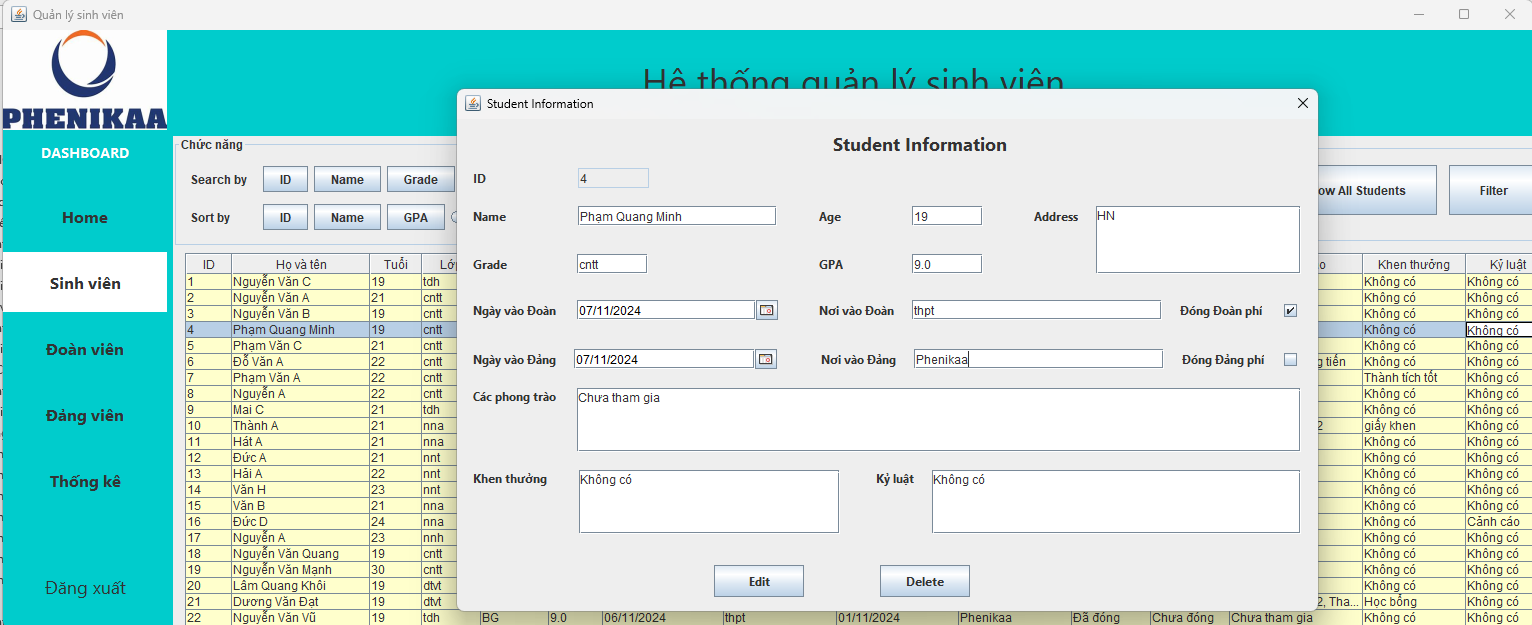 Quản lý sinh viên
PHENIKAA
Hệ thống quản lý sinh viên
DASHBOARD
Home
Sinh viên
Đoàn viên
Đảng viên
Thống kê
Đăng xuất
Chức năng
Search by ID Name Grade
Sort by ID Name GPA
ow All Students Filter
Student Information
Student Information
ID 4
Name Phạm Quang Minh Age 19 Address HN
Grade cntt GPA 9.0
Ngày vào Đoàn 07/11/2024 Nơi vào Đoàn thpt Đóng Đoàn phí
Ngày vào Đảng 07/11/2024 Nơi vào Đảng Phenikaa Đóng Đảng phí
Các phong trào Chưa tham gia
Khen thưởng Không có Kỷ luật Không có
Edit Delete
ID Họ và tên Tuổi Lớp Khen thưởng Kỷ luật
1 Nguyễn Văn C 19 tdh Không có Không có
2 Nguyễn Văn A 21 cntt Không có Không có
3 Nguyễn Văn B 19 cntt Không có Không có
4 Phạm Quang Minh 19 cntt Không có Không có
5 Phạm Văn C 21 cntt Không có Không có
6 Đỗ Văn A 22 cntt g tiến Không có Không có
7 Phạm Văn A 22 cntt Thành tích tốt Không có
8 Nguyễn A 22 cntt Không có Không có
9 Mai C 21 tdh Không có Không có
10 Thành A 21 nna 2 giấy khen Không có
11 Hát A 21 nna Không có Không có
12 Đức A 21 nnt Không có Không có
13 Hải A 22 nnt Không có Không có
14 Văn H 23 nnt Không có Không có
15 Văn B 21 nna Không có Không có
16 Đức D 24 nna Không có Cảnh cáo
17 Nguyễn A 23 nnh Không có Không có
18 Nguyễn Văn Quang 19 cntt Không có Không có
19 Nguyễn Văn Mạnh 30 cntt Không có Không có
20 Lâm Quang Khôi 19 dtvt Không có Không có
21 Dương Văn Đạt 19 dtvt 2, Tha... Học bổng Không có
22 Nguyễn Văn Vũ 19 tdh BG 9.0 06/11/2024 thpt 01/11/2024 Phenikaa Đã đóng Chưa đóng Chưa tham gia Không có Không có